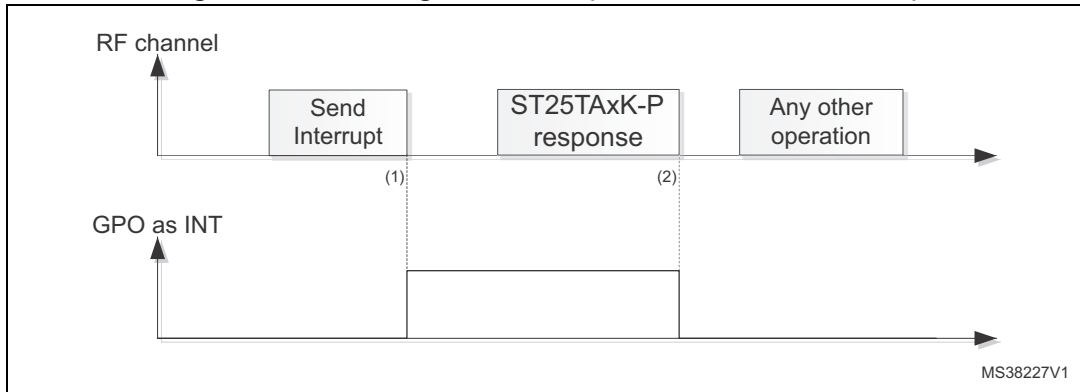 RF channel
Send
Interrupt
ST25TAxK-P
response
Any other
operation
(1)
(2)
GPO as INT
MS38227V1